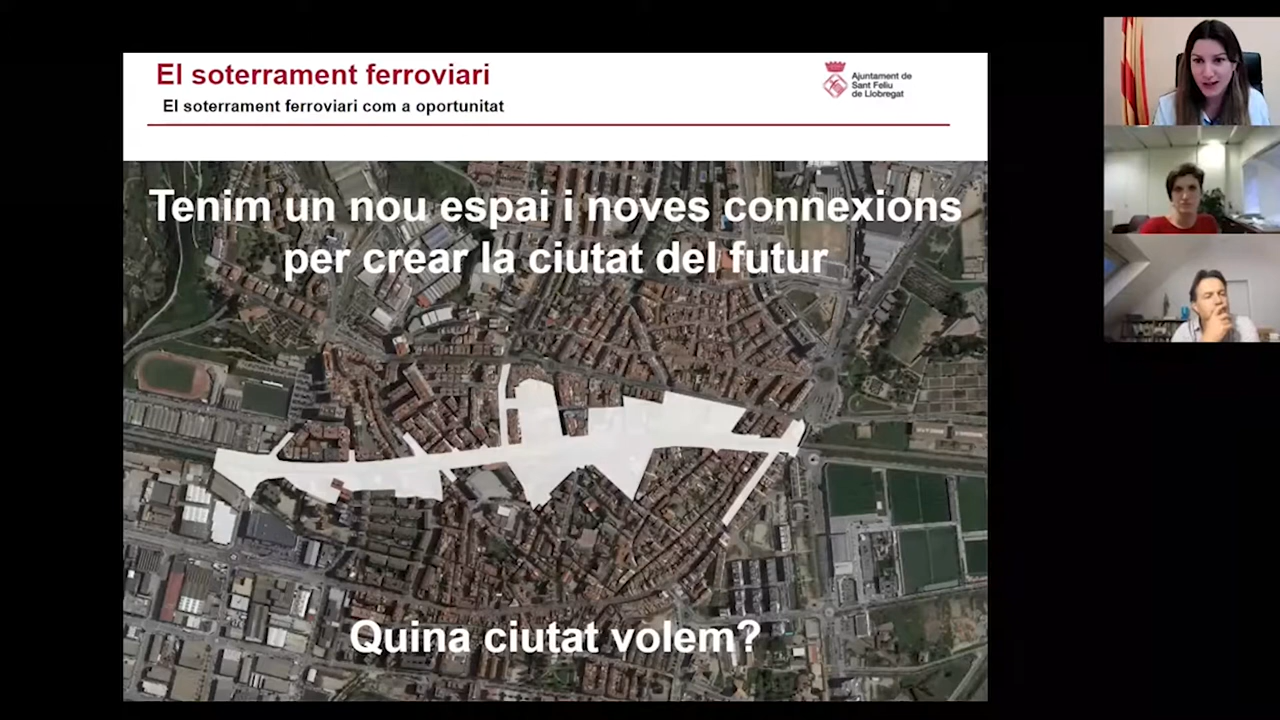 El soterrament ferroviari
El soterrament ferroviari com a oportunitat
Ajuntament de
Sant Feliu
de Llobregat
Tenim un nou espai i noves connexions
per crear la ciutat del futur
Quina ciutat volem?